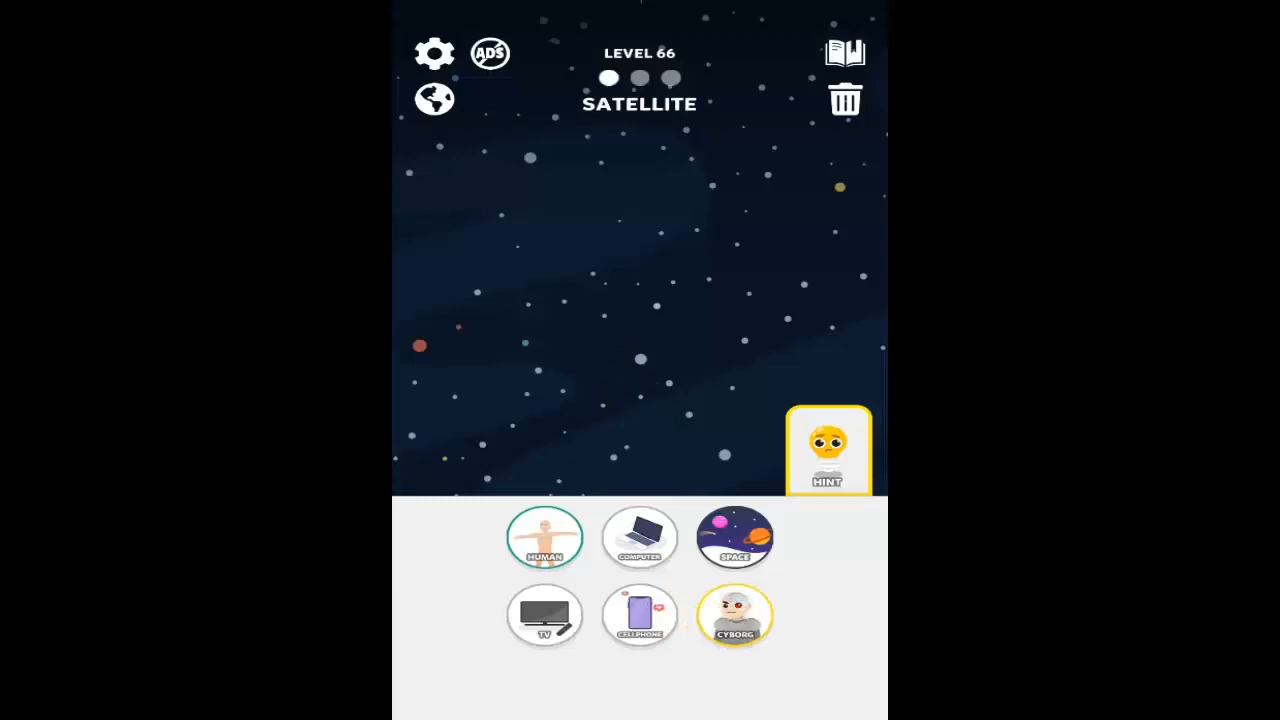 ADS
LEVEL 66
SATELLITE
HINT
HUMAN
COMPUTER
SPACE
TV
CELLPHONE
CYBORG